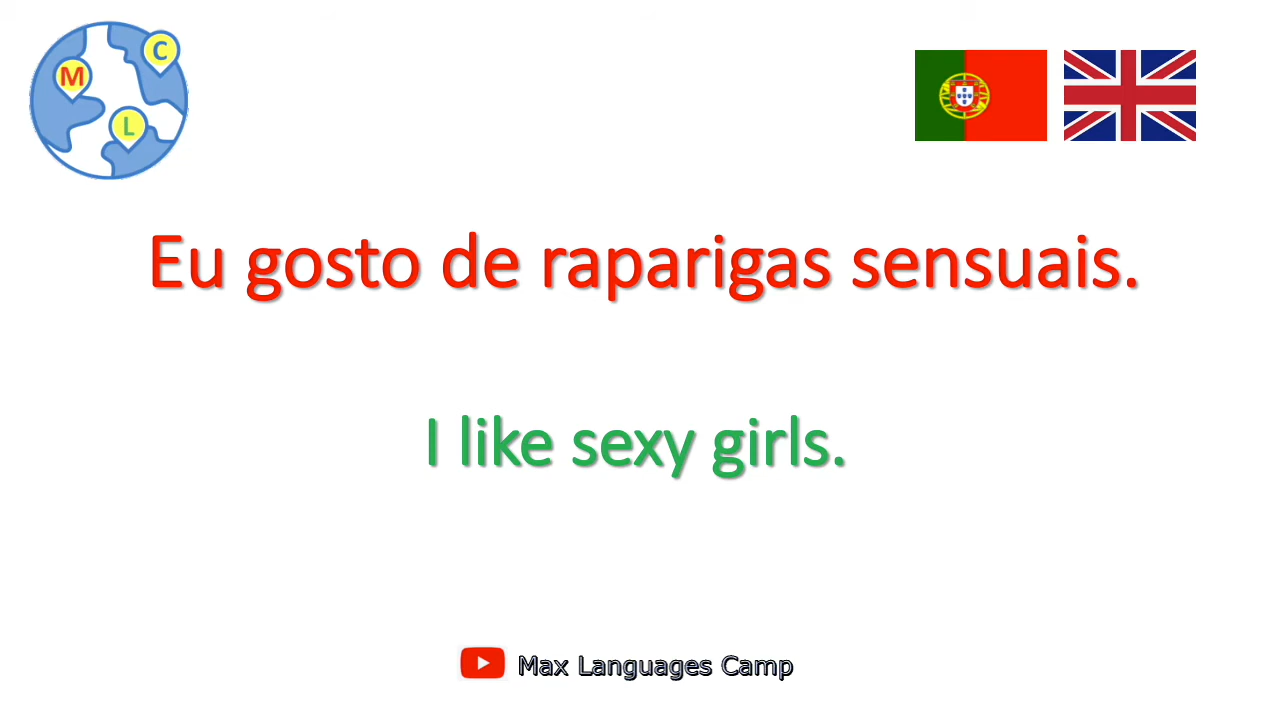 M
C
L
Eu gosto de raparigas sensuais.
I like sexy girls.
Max Languages Camp